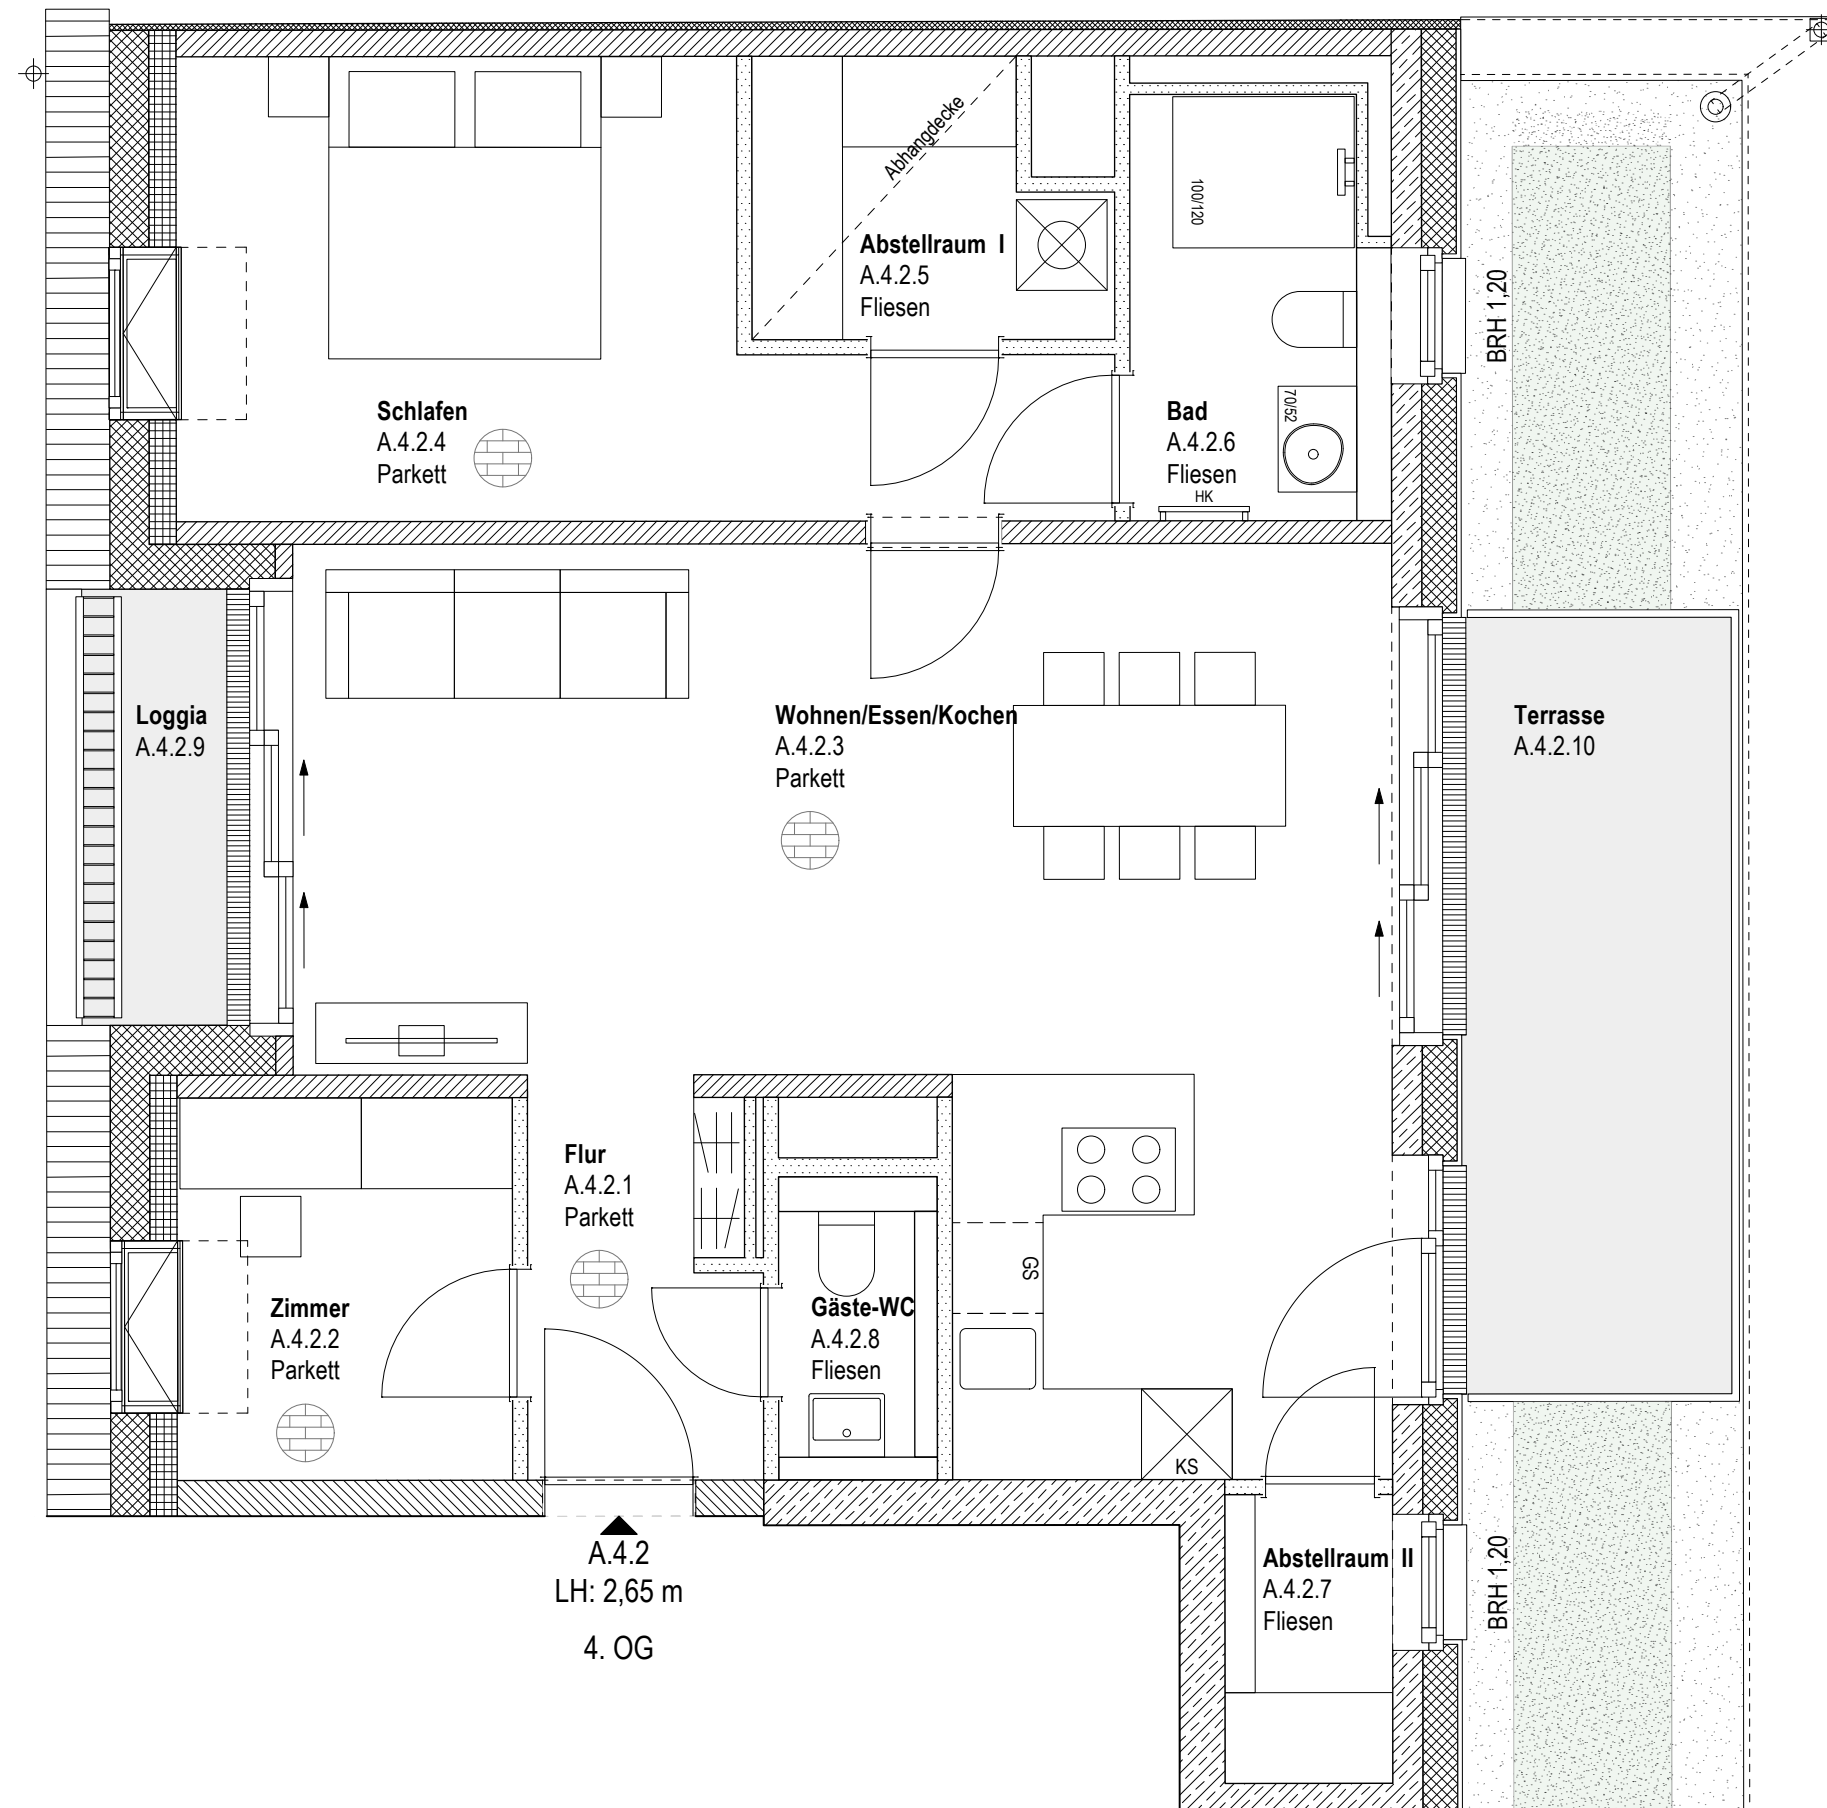 Abhangdecke
100/120
Abstellraum I
A.4.2.5
Fliesen
BRH 1,20
Schlafen
A.4.2.4
Parkett
70/52
Bad
A.4.2.6
Fliesen
HK
Loggia
A.4.2.9
Wohnen/Essen/Kochen
A.4.2.3
Parkett
Terrasse
A.4.2.10
Flur
A.4.2.1
Parkett
GS
Zimmer
A.4.2.2
Parkett
Gäste-WC
A.4.2.8
Fliesen
KS
A.4.2
LH: 2,65 m
4. OG
Abstellraum II
A.4.2.7
Fliesen
BRH 1,20